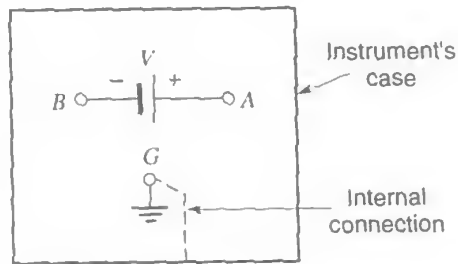 V
- +
B A
Instrument's
case
G
Internal
connection